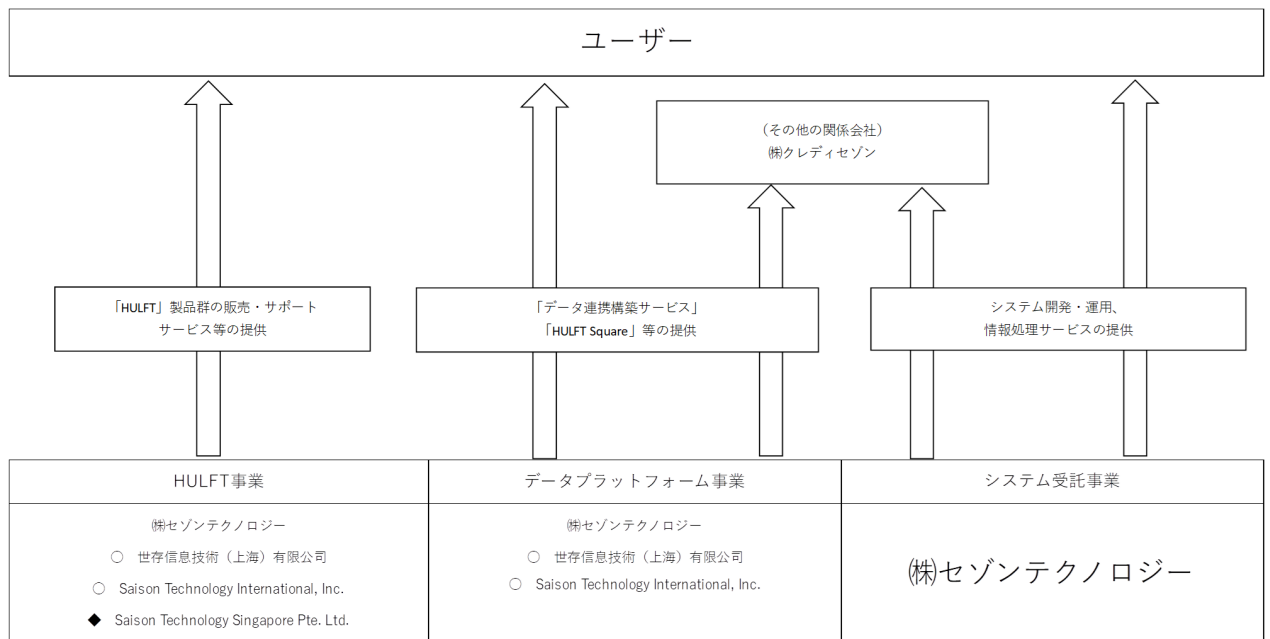 ユーザー
（その他の関係会社）
㈱クレディセゾン
「HULFT」製品群の販売・サポート
サービス等の提供
「データ連携構築サービス」
「HULFT Square」等の提供
システム開発・運用、
情報処理サービスの提供
HULFT事業
データプラットフォーム事業
システム受託事業
㈱セゾンテクノロジー
○ 世存信息技術（上海）有限公司
○ Saison Technology International, Inc.
◆ Saison Technology Singapore Pte. Ltd.
㈱セゾンテクノロジー
○ 世存信息技術（上海）有限公司
○ Saison Technology International, Inc.
㈱セゾンテクノロジー